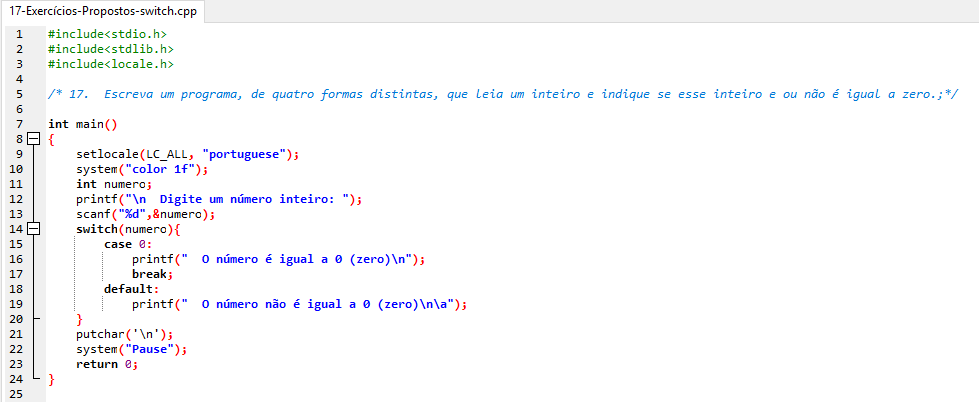 17-Exercícios-Propostos-switch.cpp
1 #include<stdio.h>
2 #include<stdlib.h>
3 #include<locale.h>
4
5 /* 17.  Escreva um programa, de quatro formas distintas, que leia um inteiro e indique se esse inteiro e ou não é igual a zero.;*/
6
7 int main()
8 {
9     setlocale(LC_ALL, "portuguese");
10     system("color 1f");
11     int numero;
12     printf("\n  Digite um número inteiro: ");
13     scanf("%d",&numero);
14     switch(numero){
15         case 0:
16             printf("  O número é igual a 0 (zero)\n");
17             break;
18         default:
19             printf("  O número não é igual a 0 (zero)\n\a");
20     }
21     putchar('\n');
22     system("Pause");
23     return 0;
24 }
25